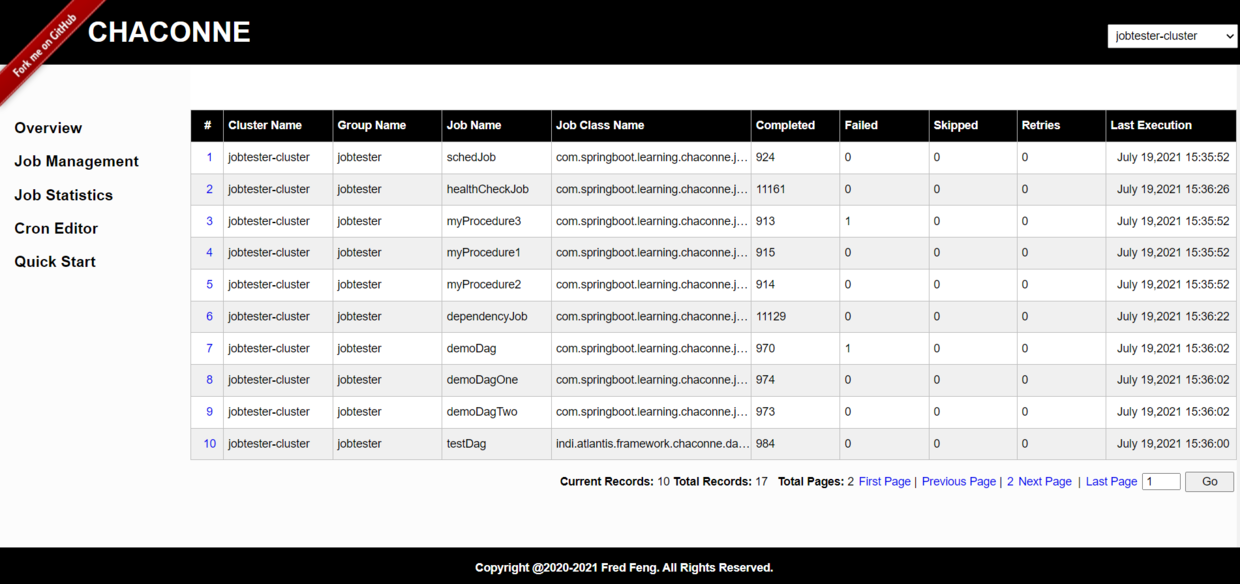 Fork me on GitHub
CHACONNE
jobtester-cluster
Overview
Job Management
Job Statistics
Cron Editor
Quick Start
# Cluster Name Group Name Job Name Job Class Name Completed Failed Skipped Retries Last Execution
1 jobtester-cluster jobtester schedJob com.springboot.learning.chaconne.j... 924 0 0 0 July 19,2021 15:35:52
2 jobtester-cluster jobtester healthCheckJob com.springboot.learning.chaconne.j... 11161 0 0 0 July 19,2021 15:36:26
3 jobtester-cluster jobtester myProcedure3 com.springboot.learning.chaconne.j... 913 1 0 0 July 19,2021 15:35:52
4 jobtester-cluster jobtester myProcedure1 com.springboot.learning.chaconne.j... 915 0 0 0 July 19,2021 15:35:52
5 jobtester-cluster jobtester myProcedure2 com.springboot.learning.chaconne.j... 914 0 0 0 July 19,2021 15:35:52
6 jobtester-cluster jobtester dependencyJob com.springboot.learning.chaconne.j... 11129 0 0 0 July 19,2021 15:36:22
7 jobtester-cluster jobtester demoDag com.springboot.learning.chaconne.j... 970 1 0 0 July 19,2021 15:36:02
8 jobtester-cluster jobtester demoDagOne com.springboot.learning.chaconne.j... 974 0 0 0 July 19,2021 15:36:02
9 jobtester-cluster jobtester demoDagTwo com.springboot.learning.chaconne.j... 973 0 0 0 July 19,2021 15:36:02
10 jobtester-cluster jobtester testDag indi.atlantis.framework.chaconne.da... 984 0 0 0 July 19,2021 15:36:00
Current Records: 10 Total Records: 17 Total Pages: 2 First Page | Previous Page | 2 Next Page | Last Page 1 Go
Copyright @2020-2021 Fred Feng. All Rights Reserved.